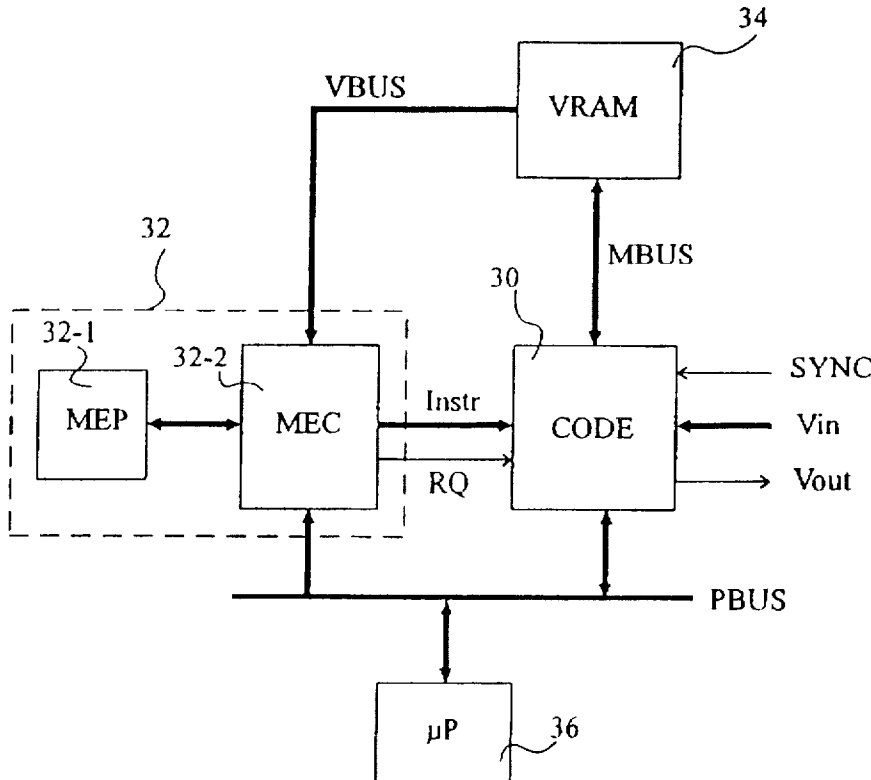 34
VBUS
VRAM
32
MBUS
30
32-1
32-2
SYNC
MEP
MEC
Instr
CODE
Vin
RQ
Vout
PBUS
µP
36